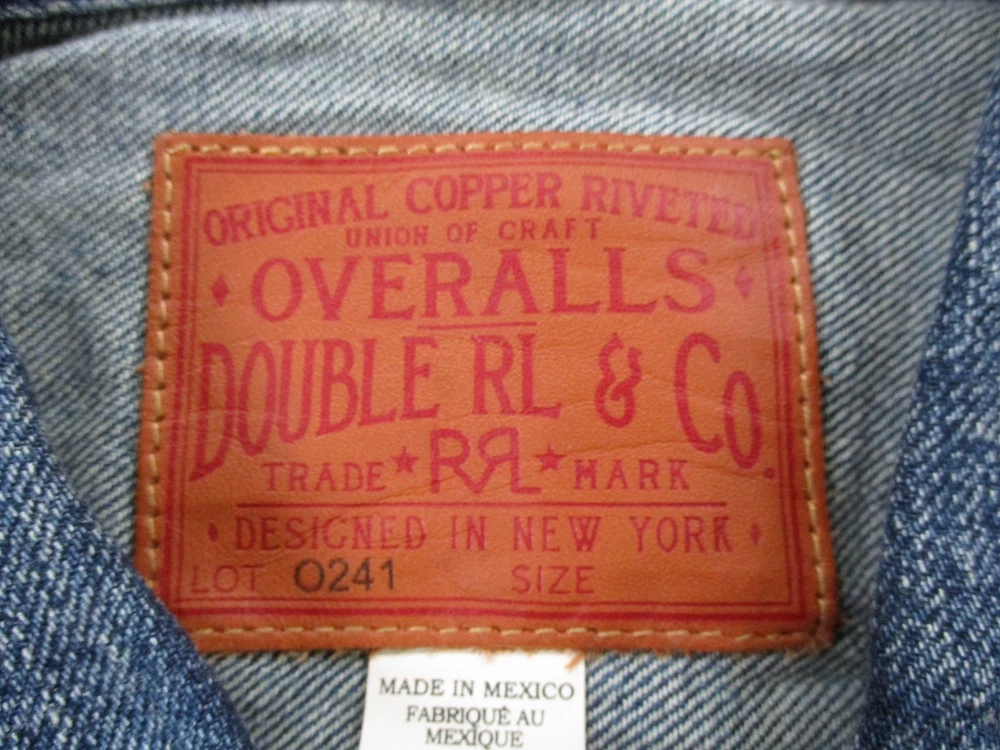 ORIGINAL COPPER RIVETED
UNION OF CRAFT
OVERALLS
DOUBLE RL & Co.
TRADE ★ RRL ★ MARK
DESIGNED IN NEW YORK
LOT 0241 SIZE
MADE IN MEXICO
FABRIQUÉ AU
MEXIQUE